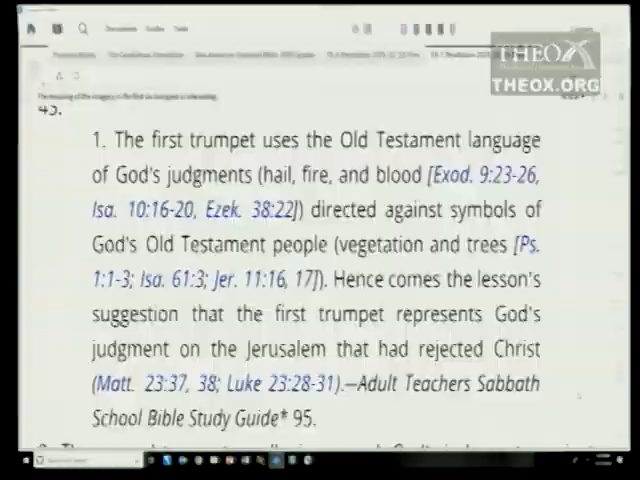 THEOX
THEOX.ORG
Documents Guides Tools
45.
1. The first trumpet uses the Old Testament language
of God's judgments (hail, fire, and blood [Exod. 9:23-26,
Isa. 10:16-20, Ezek. 38:22]) directed against symbols of
God's Old Testament people (vegetation and trees [Ps.
1:1-3; Isa. 61:3; Jer. 11:16, 17]). Hence comes the lesson's
suggestion that the first trumpet represents God's
judgment on the Jerusalem that had rejected Christ
(Matt. 23:37, 38; Luke 23:28-31).—Adult Teachers Sabbath
School Bible Study Guide* 95.